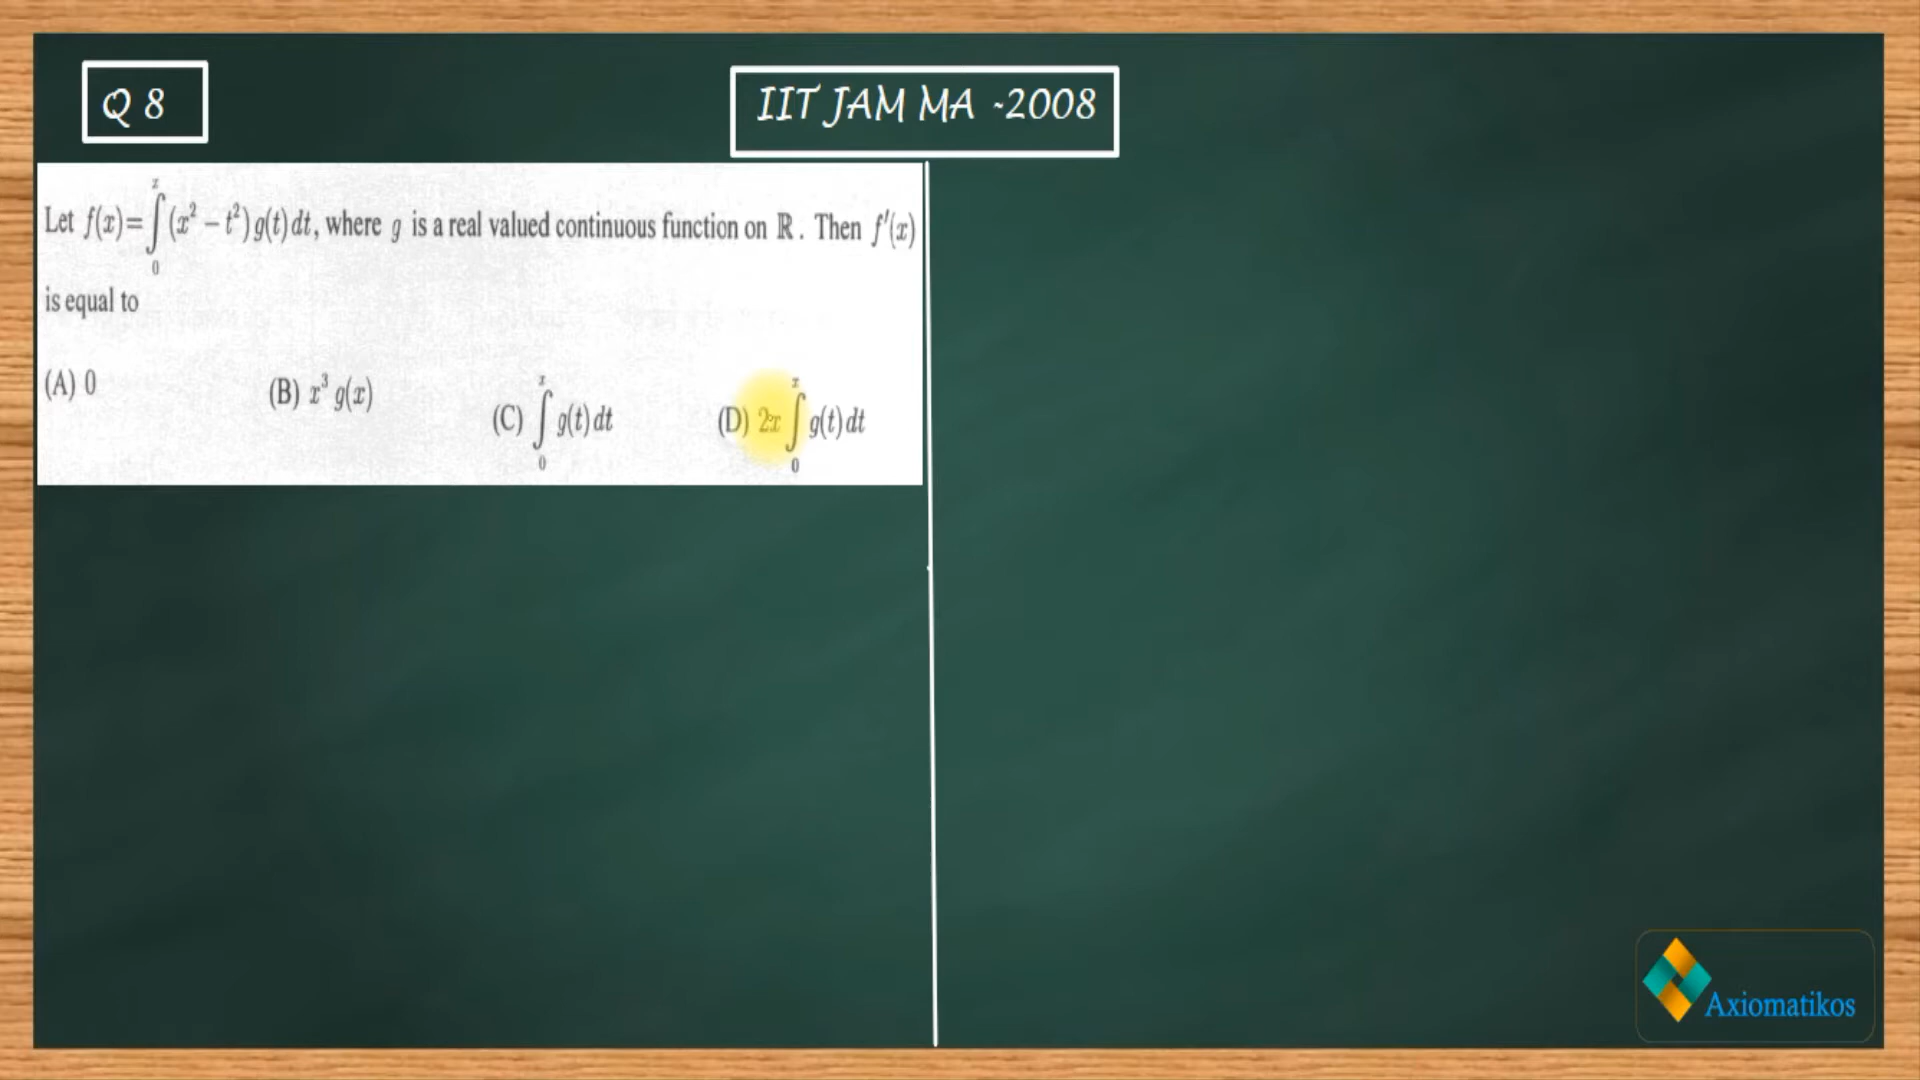 Q 8
IIT JAM MA -2008
Let f(x)=∫₀ˣ (x² – t²) g(t) dt, where g is a real valued continuous function on ℝ. Then f′(x)
is equal to
(A) 0 (B) x³ g(x) (C) ∫₀ˣ g(t) dt (D) 2x ∫₀ˣ g(t) dt
Axiomatikos